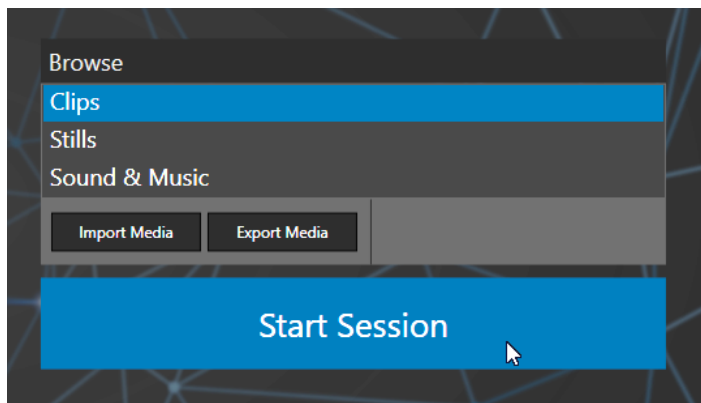 Browse
Clips
Stills
Sound & Music
Import Media Export Media
Start Session